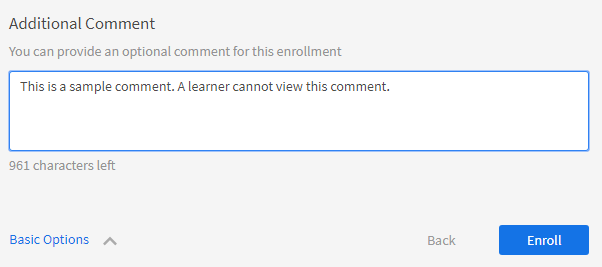 Additional Comment
You can provide an optional comment for this enrollment
This is a sample comment. A learner cannot view this comment.
961 characters left
Basic Options
Back
Enroll